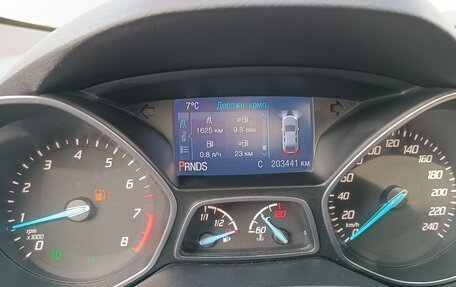 7°C Дорожн. комп.
1625 км 9.8
0.8 л/ч 23 км
PRNDS C 203441 км
1 2 3 4 5 6 7 8
rpm x1000 0
1/1 1/2
60 120
0 20 40 60 80 100 120 140 160 180 200 220 240
km/h